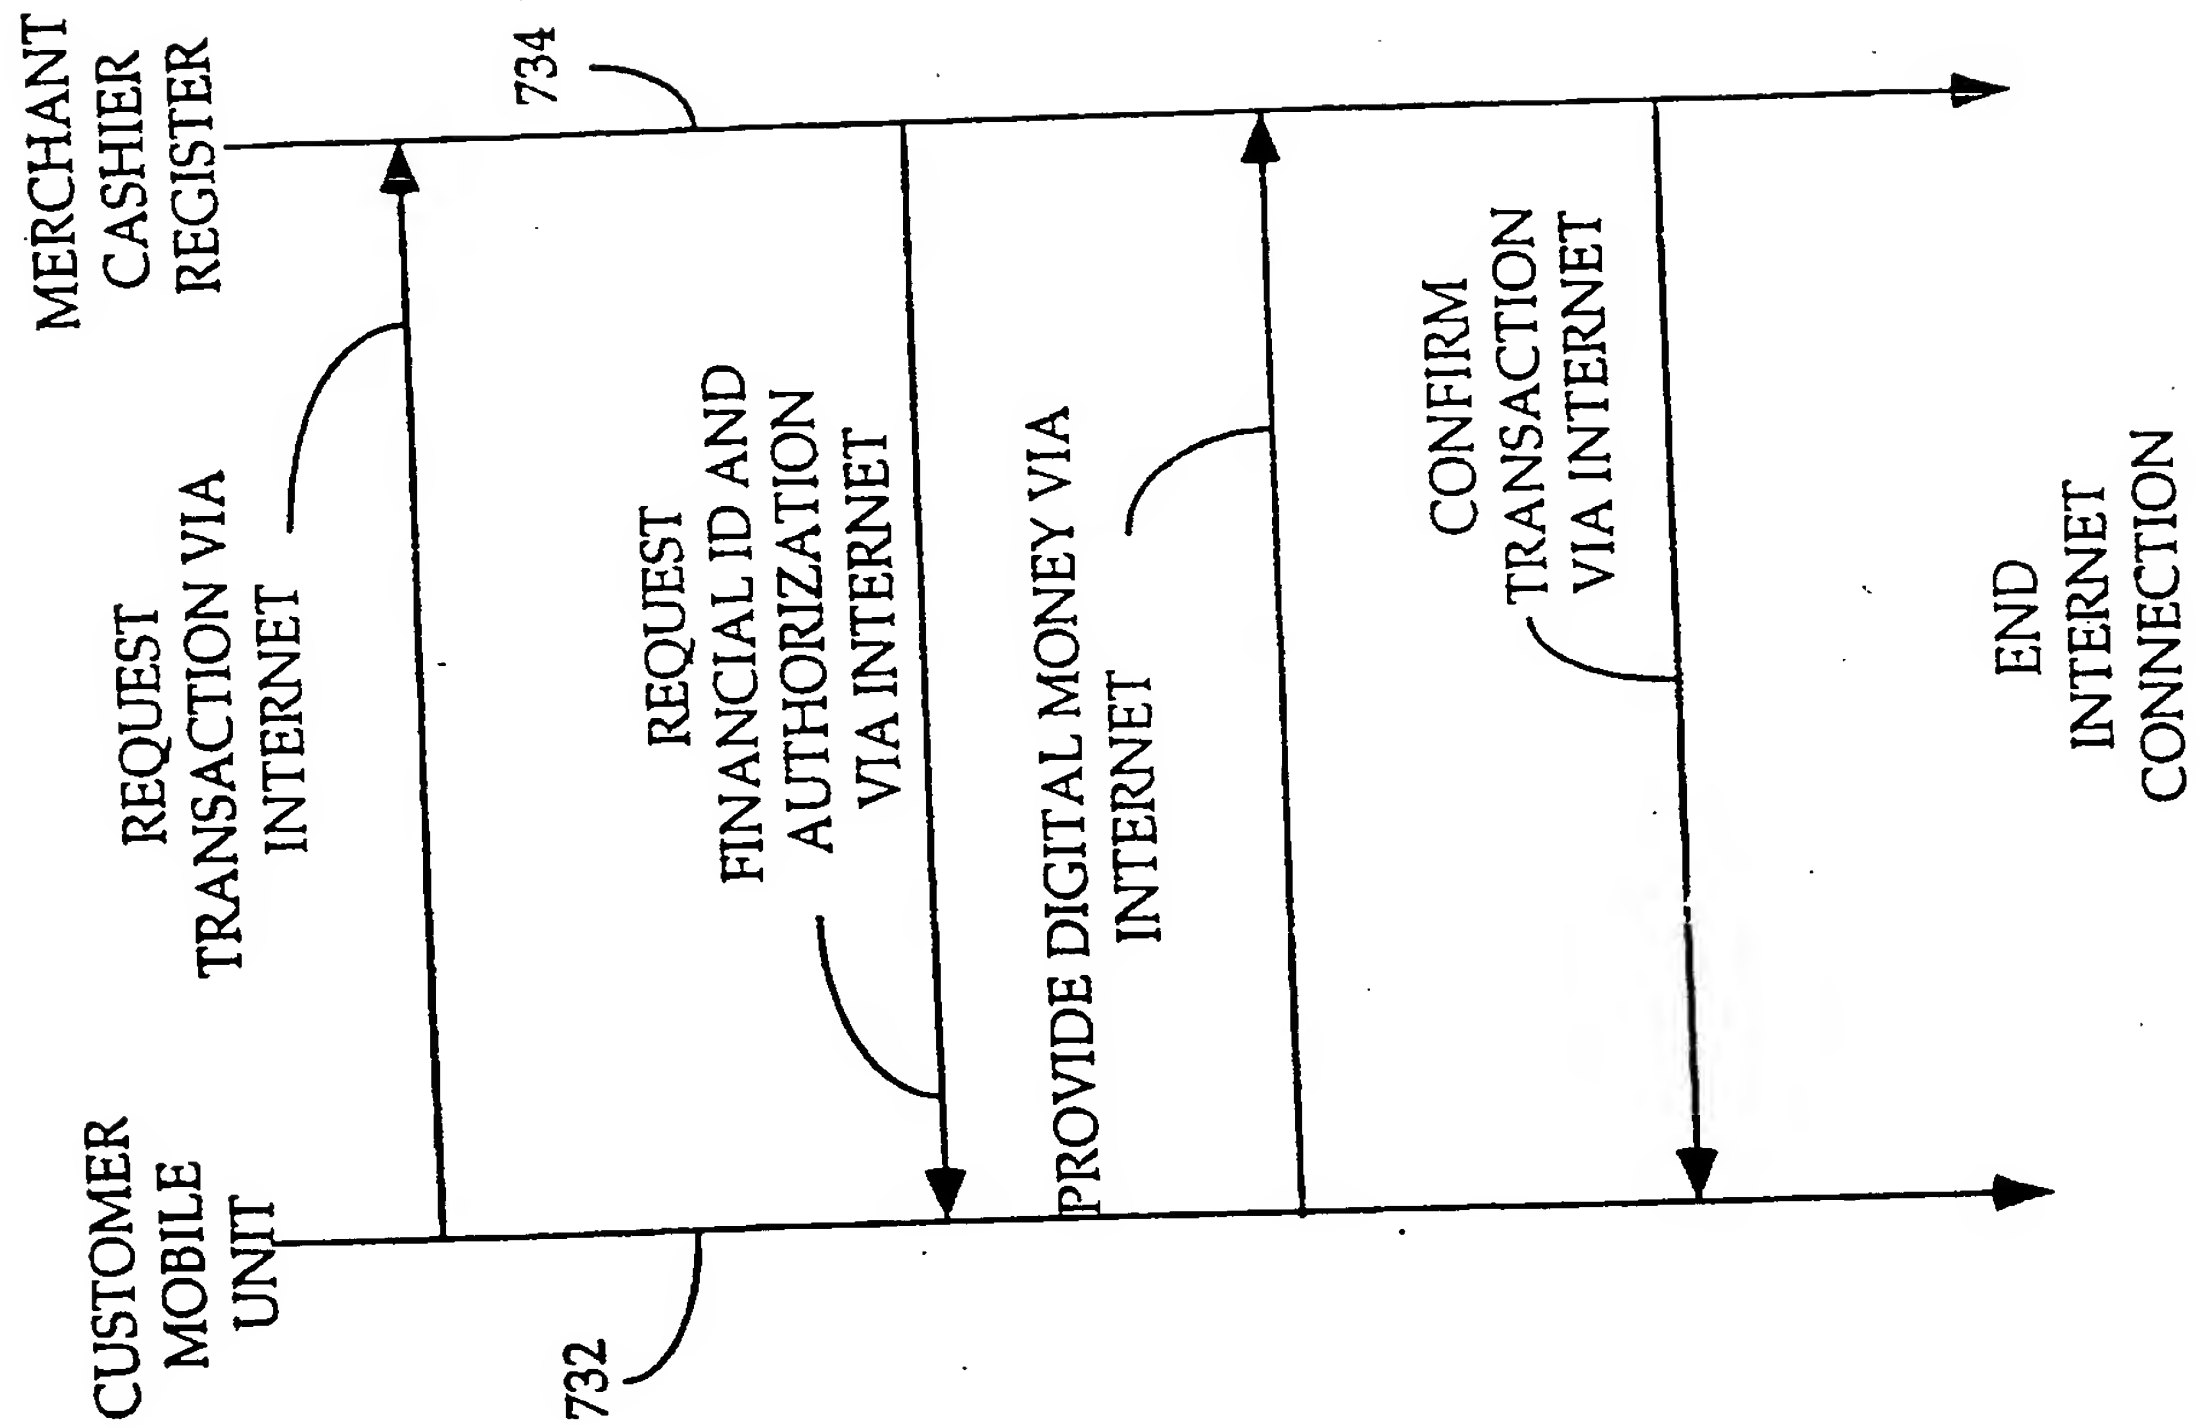 CUSTOMER
MOBILE
UNIT
MERCHANT
CASHIER
REGISTER
REQUEST
TRANSACTION VIA
INTERNET
732
734
REQUEST
FINANCIAL ID AND
AUTHORIZATION
VIA INTERNET
PROVIDE DIGITAL MONEY VIA
INTERNET
CONFIRM
TRANSACTION
VIA INTERNET
END
INTERNET
CONNECTION